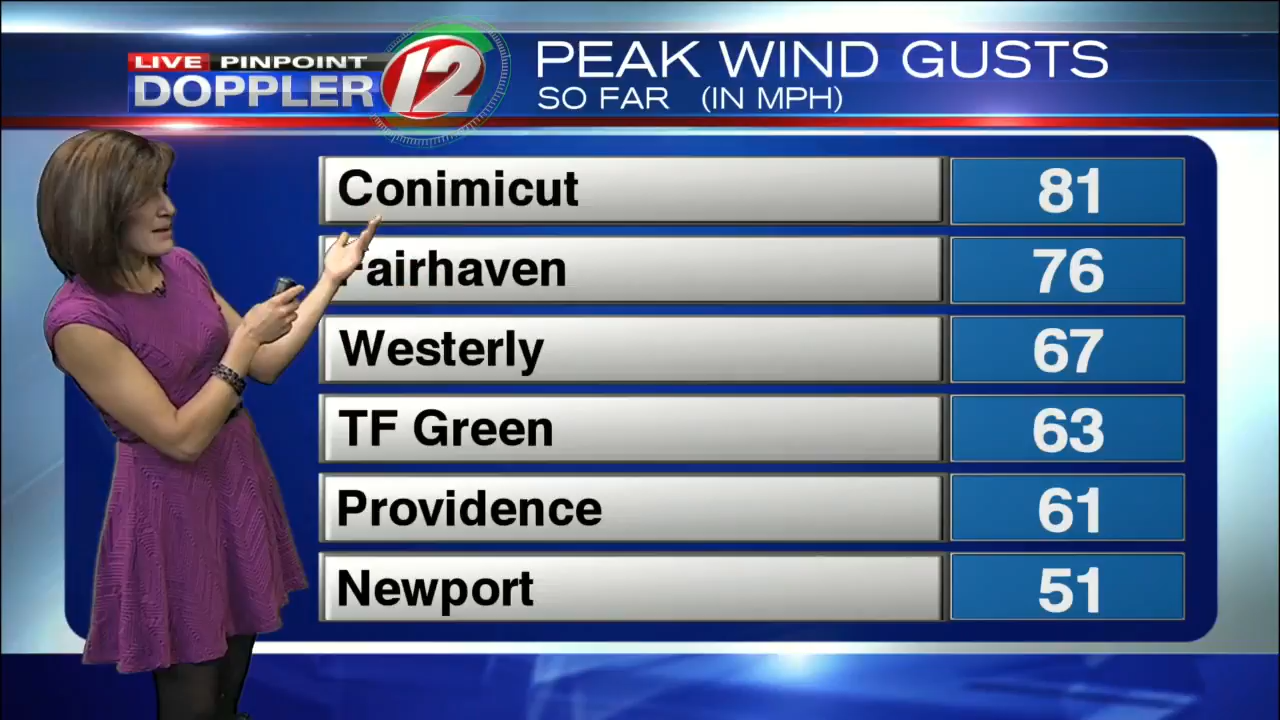 LIVE PINPOINT
DOPPLER 12
PEAK WIND GUSTS
SO FAR (IN MPH)
Conimicut 81
Fairhaven 76
Westerly 67
TF Green 63
Providence 61
Newport 51